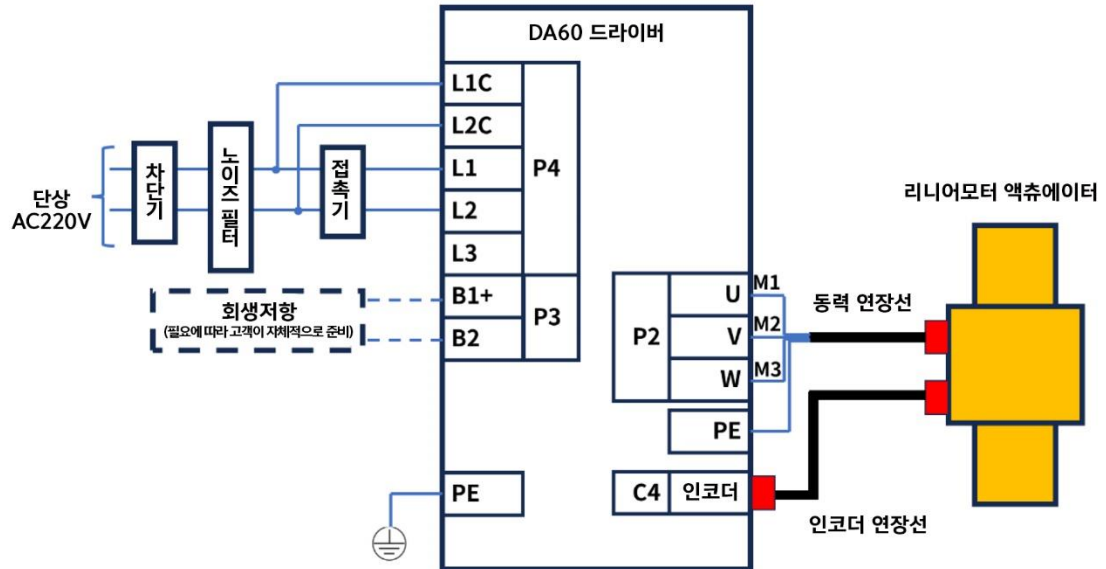 DA60 드라이버
L1C
L2C
L1
L2
L3
P4
B1+
B2
P3
단상
AC220V
차단기
노이즈 필터
접촉기
회생저항
(필요에 따라 고객이 자체적으로 준비)
PE
P2
U
V
W
M1
M2
M3
PE
C4
인코더
동력 연장선
인코더 연장선
리니어모터 액츄에이터